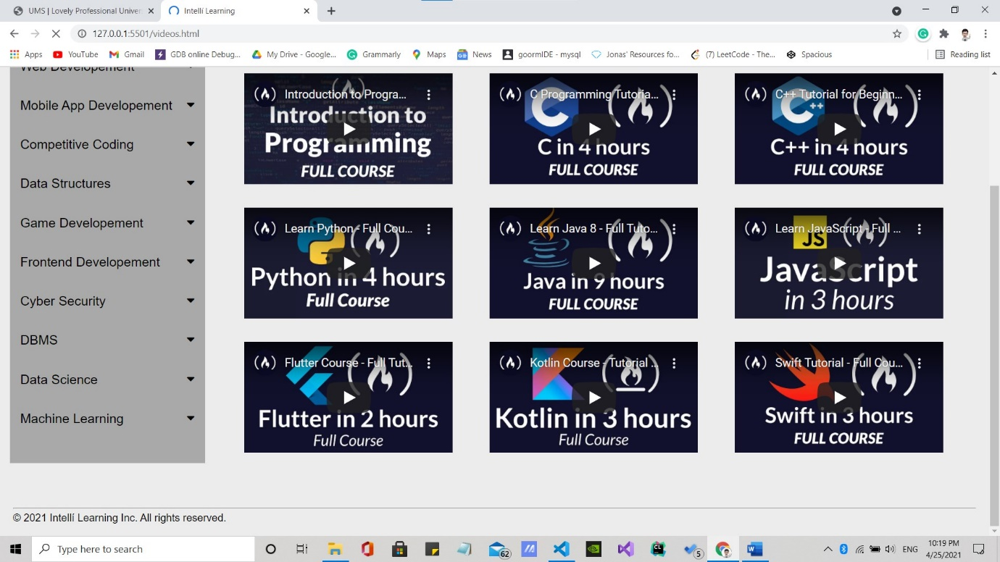 UMS | Lovely Professional Univer
Intellí Learning
127.0.0.1:5501/videos.html
Apps
YouTube
Gmail
GDB online Debug...
My Drive - Google...
Grammarly
Maps
News
goormIDE - mysql
Jonas' Resources fo...
(7) LeetCode - The...
Spacious
Reading list
Web Developement
Mobile App Developement
Competitive Coding
Data Structures
Game Developement
Frontend Developement
Cyber Security
DBMS
Data Science
Machine Learning
Introduction to Progra...
Introduction to
Programming
FULL COURSE
C Programming Tutoria...
C
C in 4 hours
FULL COURSE
C++ Tutorial for Beginn...
C++
C++ in 4 hours
FULL COURSE
Learn Python - Full Cou...
Python in 4 hours
Full Course
Learn Java 8 - Full Tuto...
Java in 9 hours
FULL COURSE
Learn JavaScript - Full ...
JS
JavaScript
in 3 hours
Flutter Course - Full Tut...
Flutter in 2 hours
Full Course
Kotlin Course - Tutorial ...
Kotlin in 3 hours
Full Course
Swift Tutorial - Full Cou...
Swift in 3 hours
FULL COURSE
© 2021 Intellí Learning Inc. All rights reserved.
Type here to search
62
CL
5
ENG
10:19 PM
4/25/2021